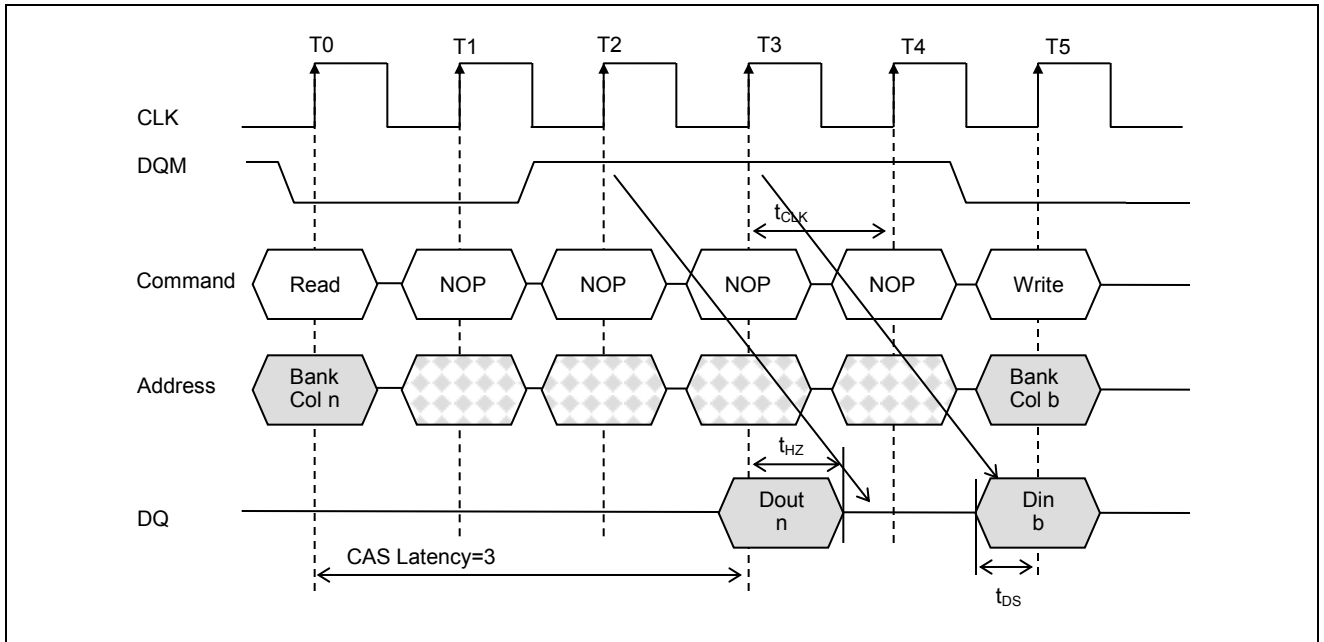 T0 T1 T2 T3 T4 T5
CLK
DQM
tCLK
Command Read NOP NOP NOP NOP Write
Address Bank Col n Bank Col b
tHZ
DQ Dout n Din b
CAS Latency=3
tDS